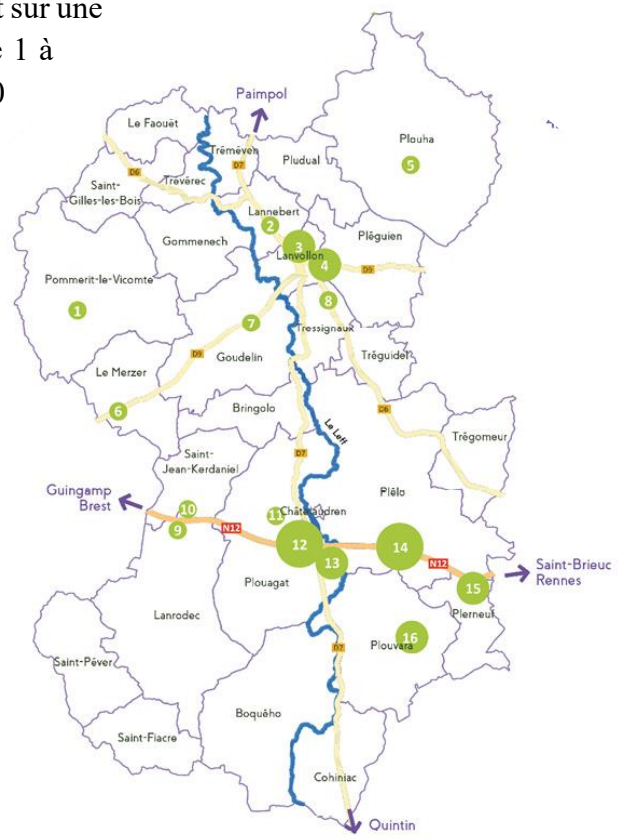 t sur une
e 1 à
0
Paimpol
Le Faouët
Tréméven
Plouha
D7
Pludual
5
D6
Trévérec
Saint-
Gilles-les-Bois
Lannebert
2
Gommenech
3
Pléguien
Lanvollon
4
D9
Pommerit-le-Vicomte
1
8
7
Tressignaux
D9
Goudelin
Tréguidel
Le Merzer
6
Bringolo
D6
Le Leff
Trégomeur
Saint-
Jean-Kerdaniel
D7
Guingamp
Brest
Plélo
10
11
Châtelaudren
9
N12
12
14
13
N12
Saint-Brieuc
Rennes
Plouagat
15
Lanrodec
Plerneuf
16
Plouvara
D7
Saint-Péver
Boquého
Saint-Fiacre
Cohiniac
Quintin